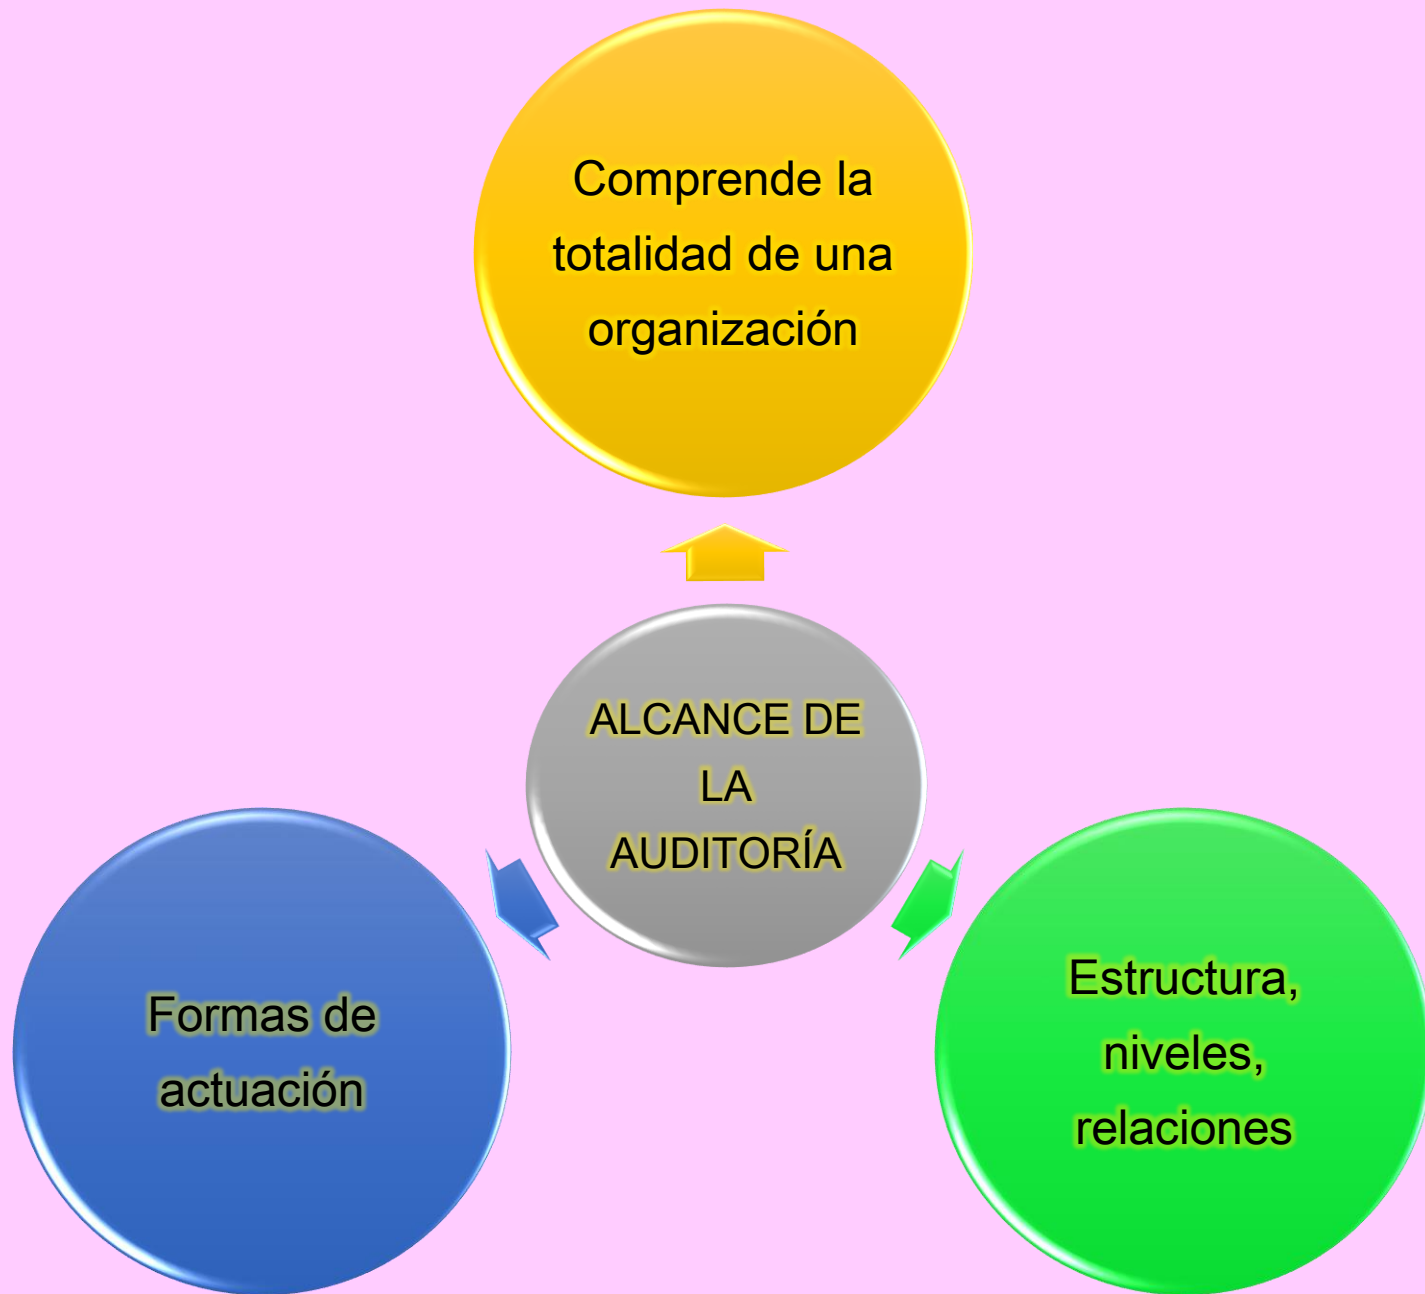 Comprende la
totalidad de una
organización
ALCANCE DE
LA
AUDITORÍA
Formas de
actuación
Estructura,
niveles,
relaciones